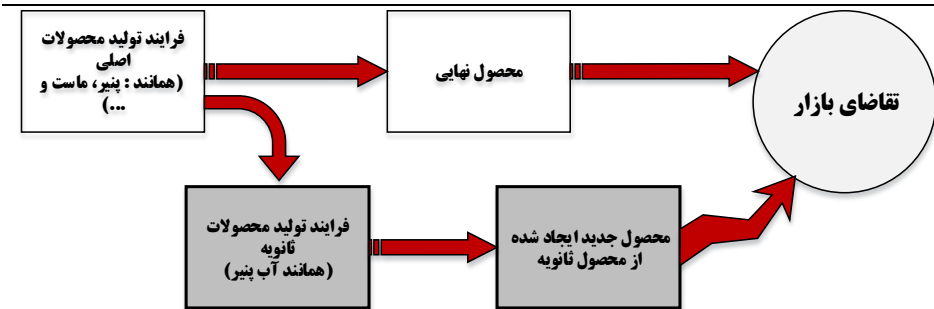 فرایند تولید محصولات
اصلی
(همانند : پنیر، ماست و
...)
محصول نهایی
تقاضای بازار
فرایند تولید محصولات
ثانویه
(همانند آب پنیر)
محصول جدید ایجاد شده
از محصول ثانویه